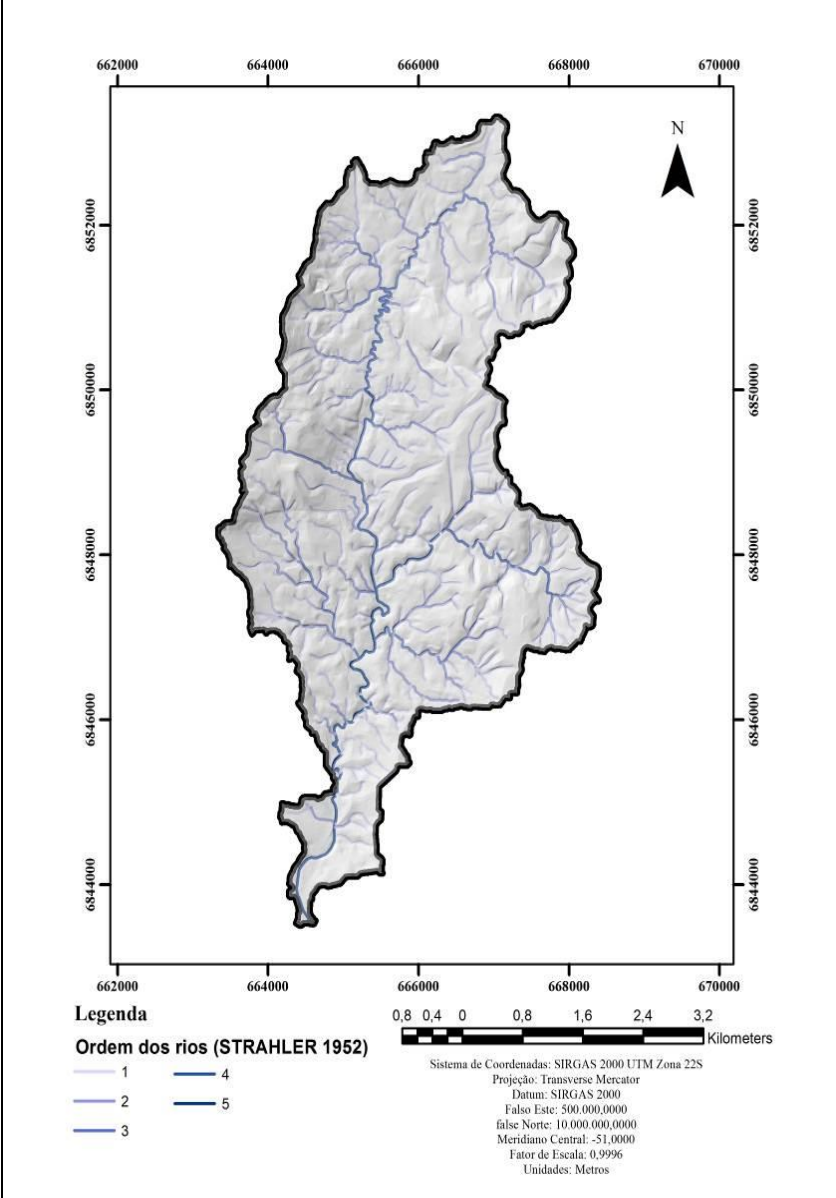 662000 664000 666000 668000 670000
N
6852000 6852000
6850000 6850000
6848000 6848000
6846000 6846000
6844000 6844000
662000 664000 666000 668000 670000
Legenda
Ordem dos rios (STRAHLER 1952)
1 4
2 5
3
0,8 0,4 0 0,8 1,6 2,4 3,2
Kilometers
Sistema de Coordenadas: SIRGAS 2000 UTM Zona 22S
Projeção: Transverse Mercator
Datum: SIRGAS 2000
Falso Este: 500.000,0000
false Norte: 10.000.000,0000
Meridiano Central: -51,0000
Fator de Escala: 0,9996
Unidades: Metros